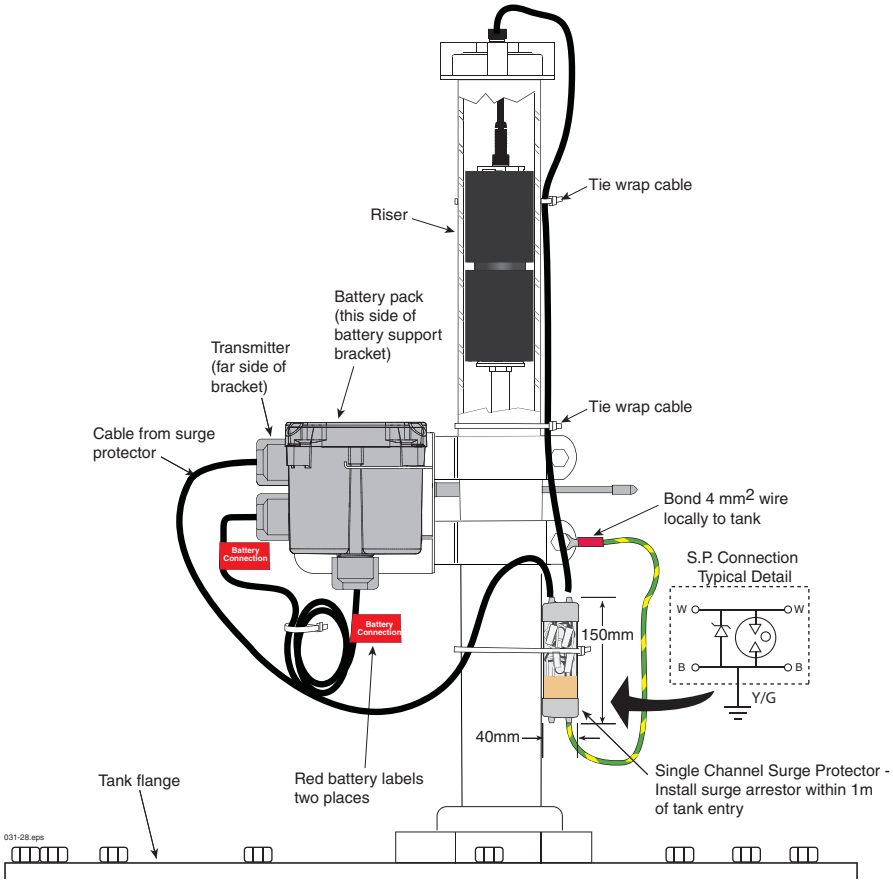 Tie wrap cable
Riser
Battery pack
(this side of
battery support
bracket)
Transmitter
(far side of
bracket)
Tie wrap cable
Cable from surge
protector
Bond 4 mm2 wire
locally to tank
S.P. Connection
Typical Detail
W
W
B
B
Y/G
Battery
Connection
Battery
Connection
150mm
40mm
Tank flange
Red battery labels
two places
Single Channel Surge Protector -
Install surge arrestor within 1m
of tank entry
031-28.eps